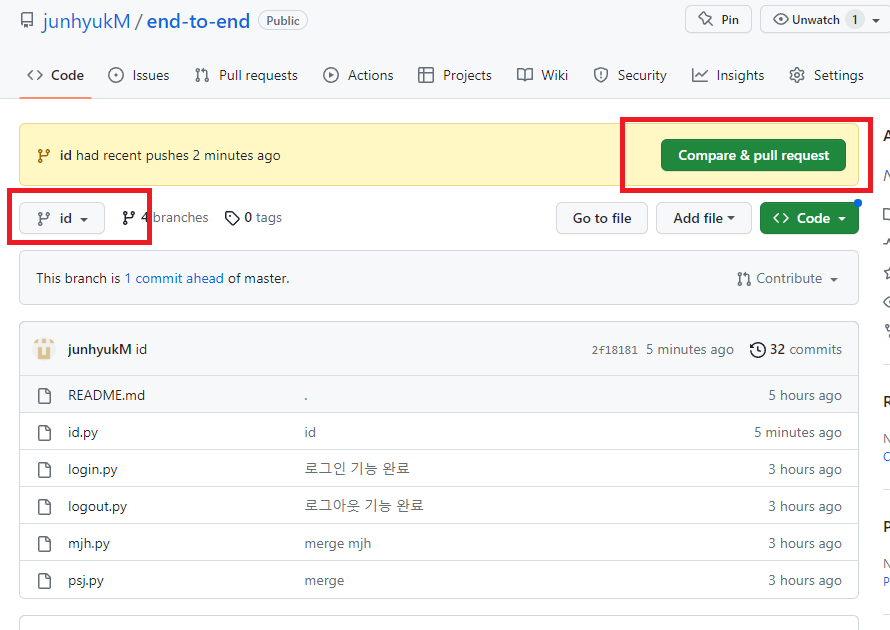 junhyukM / end-to-end Public Pin Unwatch 1
Code Issues Pull requests Actions Projects Wiki Security Insights Settings
id had recent pushes 2 minutes ago Compare & pull request
id 4 branches 0 tags Go to file Add file Code
This branch is 1 commit ahead of master. Contribute
junhyukM id 2f18181 5 minutes ago 32 commits
README.md . 5 hours ago
id.py id 5 minutes ago
login.py 로그인 기능 완료 3 hours ago
logout.py 로그아웃 기능 완료 3 hours ago
mjh.py merge mjh 3 hours ago
psj.py merge 3 hours ago